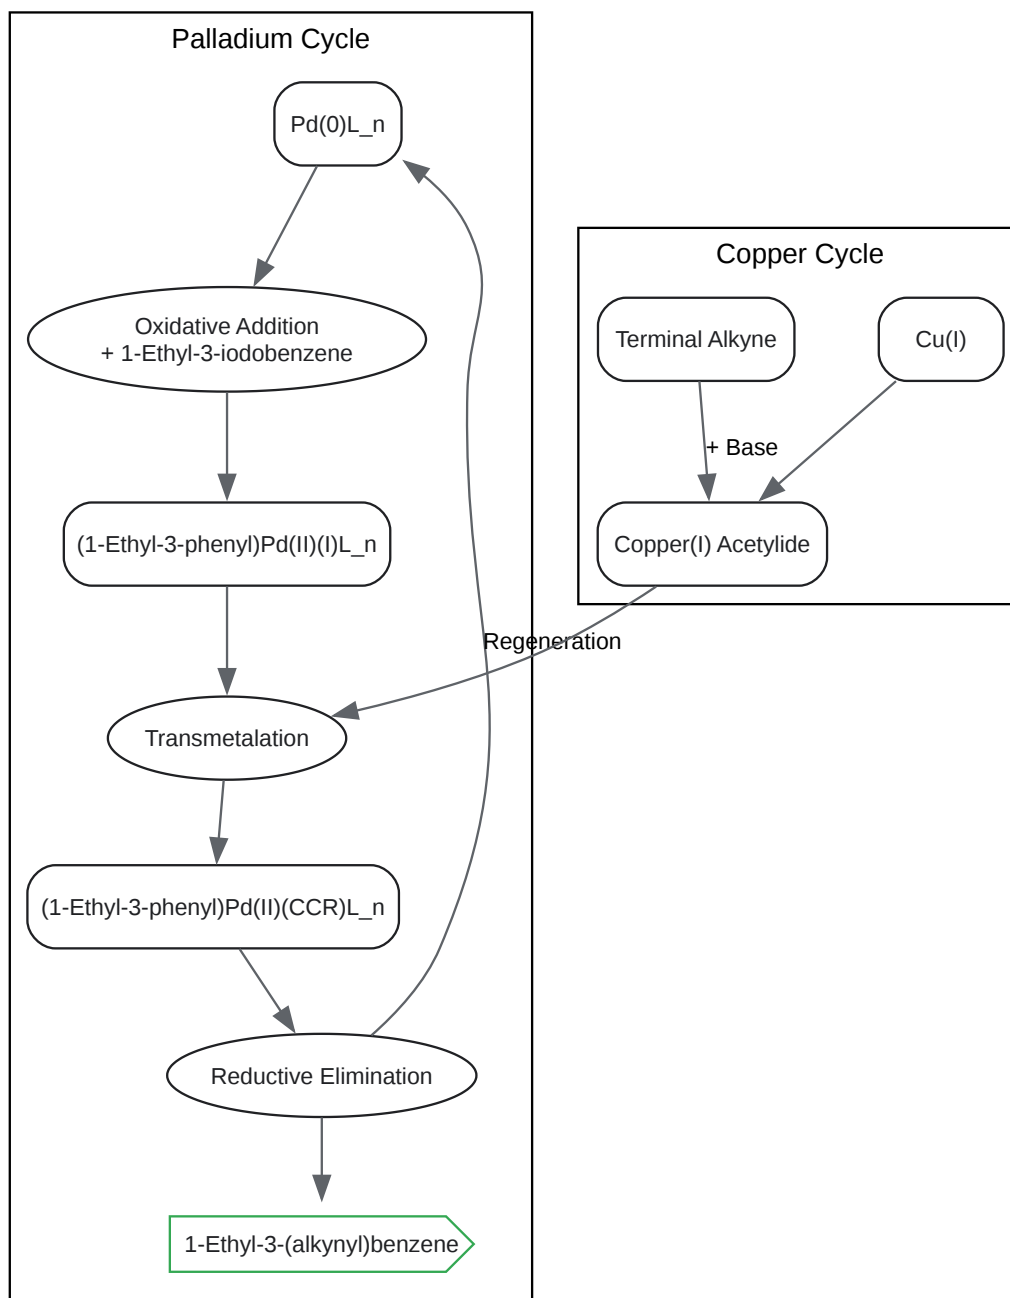 Palladium Cycle
Pd(0)L_n
Oxidative Addition
+ 1-Ethyl-3-iodobenzene
(1-Ethyl-3-phenyl)Pd(II)(I)L_n
Transmetalation
(1-Ethyl-3-phenyl)Pd(II)(CCR)L_n
Reductive Elimination
1-Ethyl-3-(alkynyl)benzene
Regeneration
Copper Cycle
Terminal Alkyne
Cu(I)
+ Base
Copper(I) Acetylide